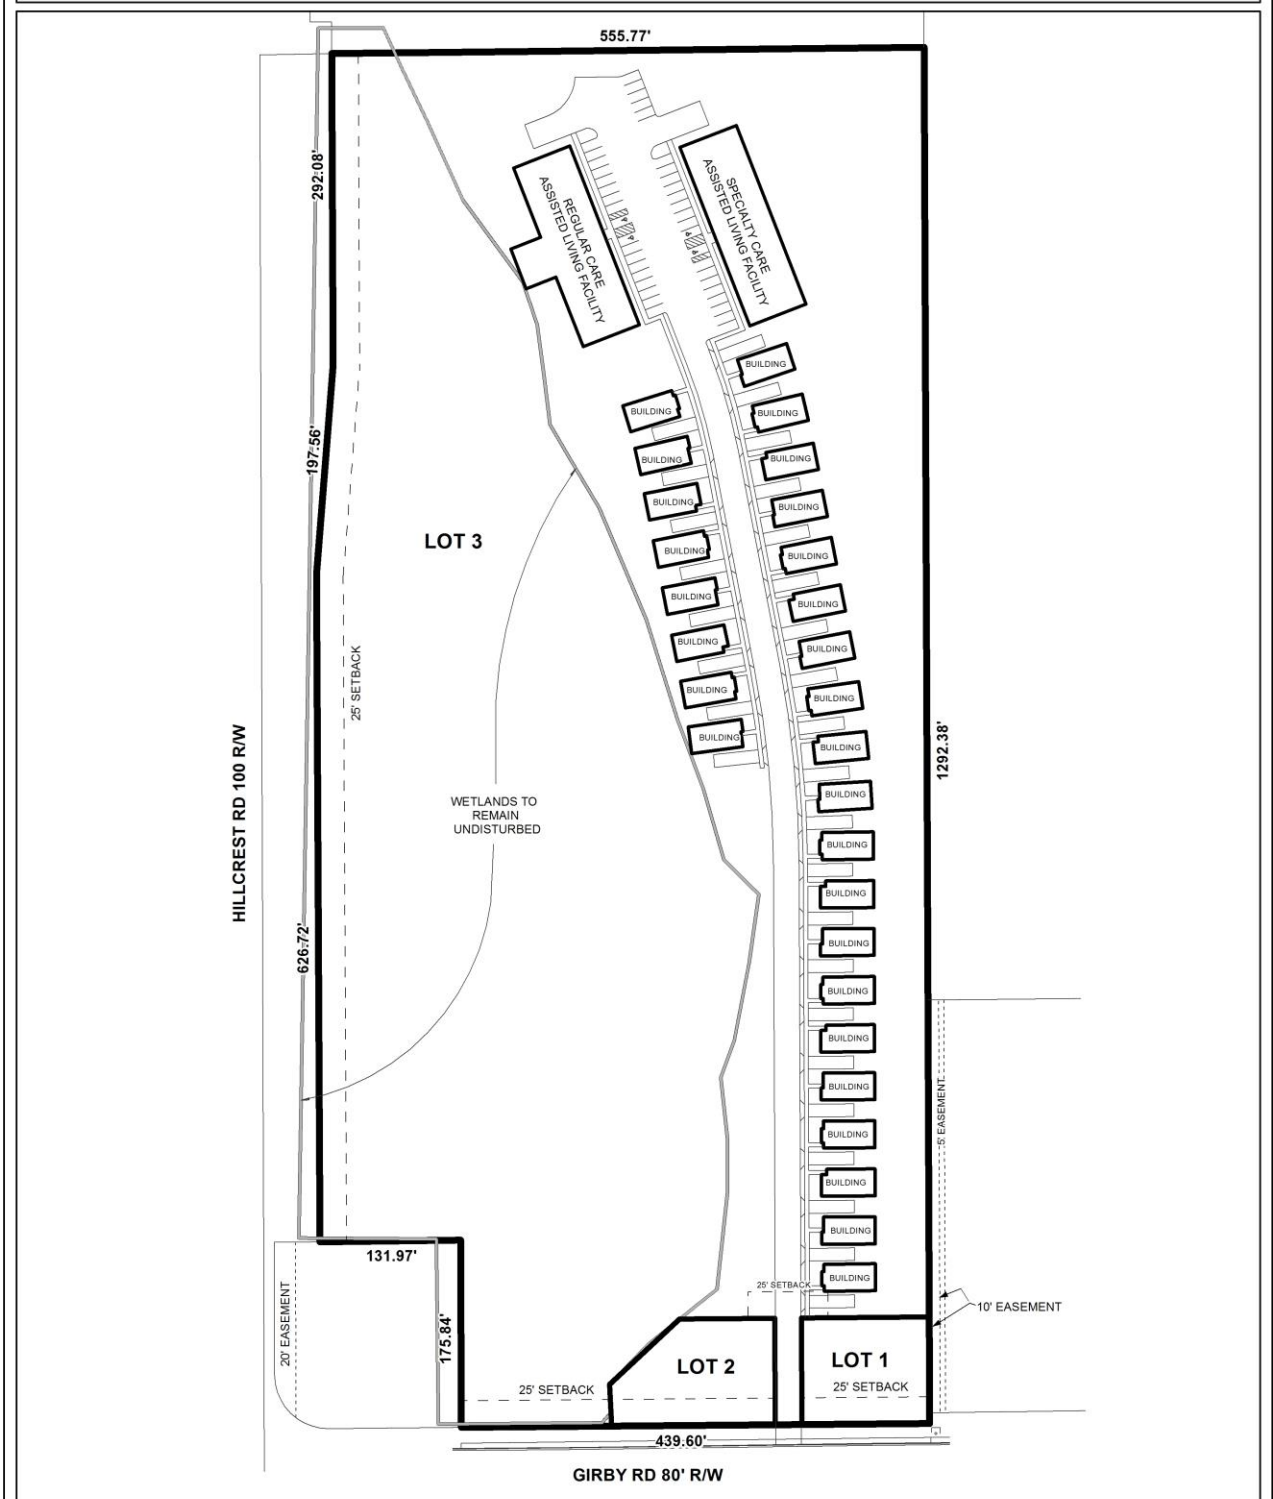 555.77'
292.08'
SPECIALTY CARE
ASSISTED LIVING FACILITY
REGULAR CARE
ASSISTED LIVING FACILITY
BUILDING
BUILDING
BUILDING
197.56'
BUILDING
BUILDING
BUILDING
BUILDING
LOT 3
BUILDING
BUILDING
BUILDING
BUILDING
BUILDING
BUILDING
25' SETBACK
BUILDING
BUILDING
BUILDING
BUILDING
HILLCREST RD 100 R/W
1292.38'
BUILDING
WETLANDS TO
REMAIN
UNDISTURBED
BUILDING
BUILDING
626.72'
BUILDING
BUILDING
BUILDING
BUILDING
5' EASEMENT
BUILDING
BUILDING
BUILDING
131.97'
BUILDING
25' SETBACK
10' EASEMENT
20' EASEMENT
175.84'
LOT 2
LOT 1
25' SETBACK
25' SETBACK
439.60'
GIRBY RD 80' R/W